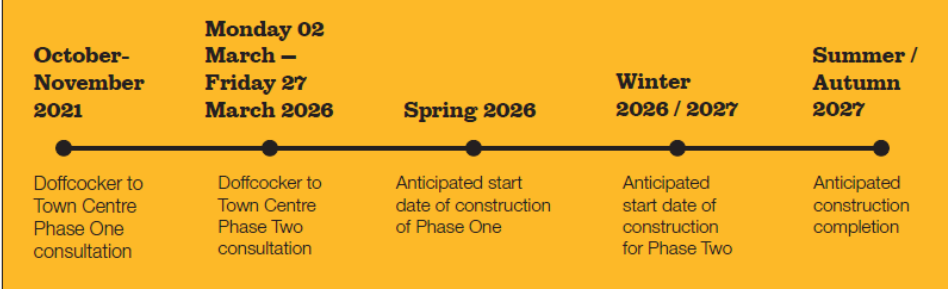 October-
November
2021
Monday 02
March —
Friday 27
March 2026
Spring 2026
Winter
2026 / 2027
Summer /
Autumn
2027
Doffcocker to
Town Centre
Phase One
consultation
Doffcocker to
Town Centre
Phase Two
consultation
Anticipated start
date of construction
of Phase One
Anticipated
start date of
construction
for Phase Two
Anticipated
construction
completion